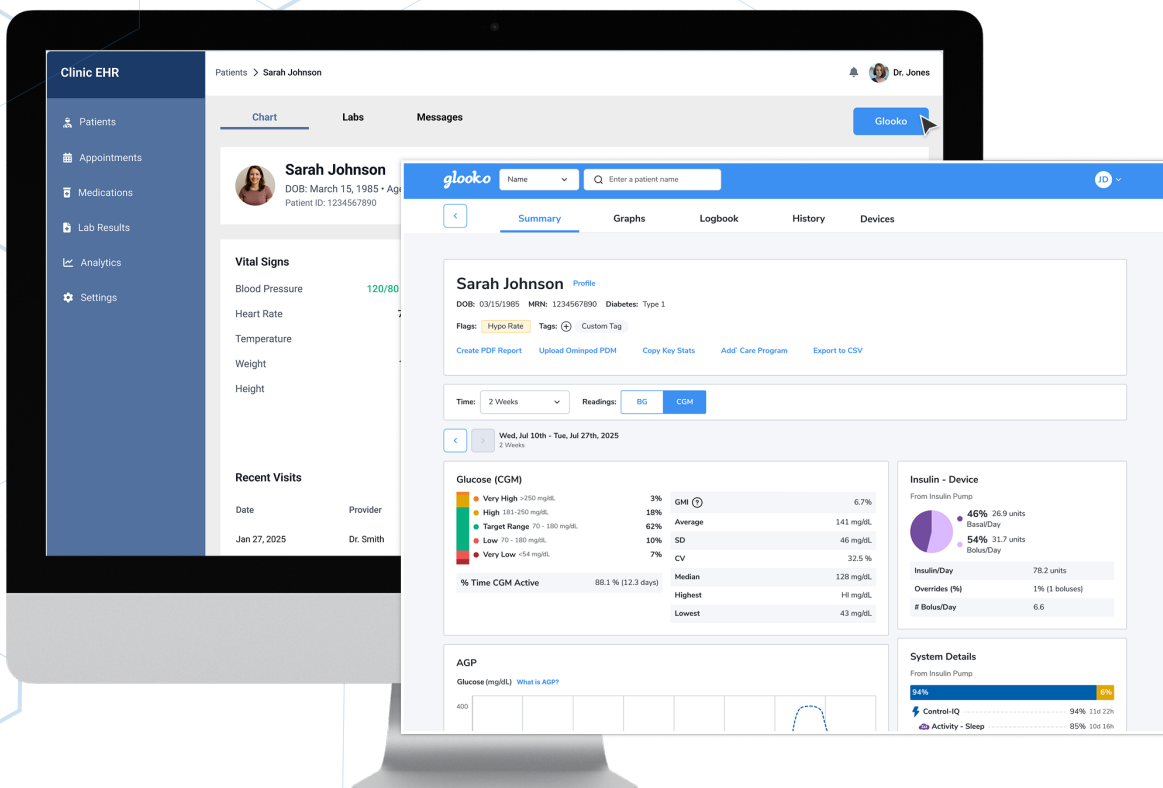 Clinic EHR
Patients > Sarah Johnson
Dr. Jones
Patients
Appointments
Medications
Lab Results
Analytics
Settings
Chart Labs Messages
Glooko
Sarah Johnson
DOB: March 15, 1985 • Age
Patient ID: 1234567890
Vital Signs
Blood Pressure 120/80
Heart Rate 7
Temperature
Weight
Height
Recent Visits
Date Provider
Jan 27, 2025 Dr. Smith
glooko Name Enter a patient name JD
Summary Graphs Logbook History Devices
Sarah Johnson Profile
DOB: 03/15/1985 MRN: 1234567890 Diabetes: Type 1
Flags: Hypo Rate Tags: Custom Tag
Create PDF Report Upload Ominpod PDM Copy Key Stats Add` Care Program Export to CSV
Time: 2 Weeks Readings: BG CGM
Wed, Jul 10th - Tue, Jul 27th, 2025
2 Weeks
Glucose (CGM)
Very High >250 mg/dL 3%
High 181-250 mg/dL 18%
Target Range 70 - 180 mg/dL 62%
Low 70 - 180 mg/dL 10%
Very Low <54 mg/dL 7%
% Time CGM Active 88.1 % (12.3 days)
GMI ? 6.7%
Average 141 mg/dL
SD 46 mg/dL
CV 32.5 %
Median 128 mg/dL
Highest HI mg/dL
Lowest 43 mg/dL
Insulin - Device
From Insulin Pump
46% 26.9 units
Basal/Day
54% 31.7 units
Bolus/Day
Insulin/Day 78.2 units
Overrides (%) 1% (1 boluses)
# Bolus/Day 6.6
AGP
Glucose (mg/dL) What is AGP?
400
System Details
From Insulin Pump
94% 6%
Control-IQ 94% 11d 22h
Activity - Sleep 85% 10d 16h